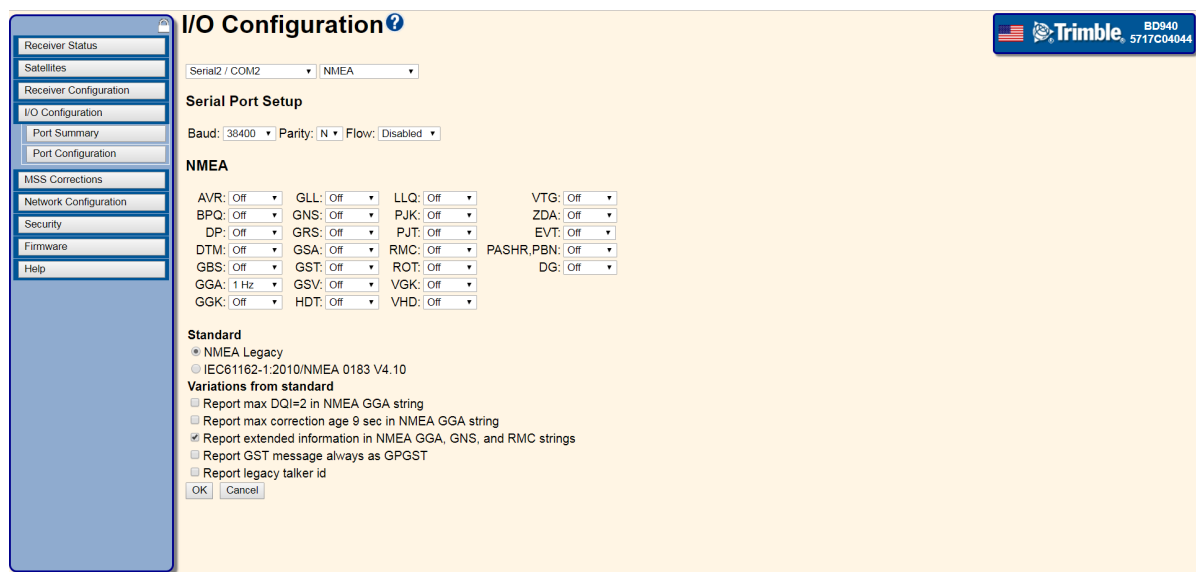 I/O Configuration?
Trimble® BD940
5717C04044
Receiver Status
Satellites
Receiver Configuration
I/O Configuration
Port Summary
Port Configuration
MSS Corrections
Network Configuration
Security
Firmware
Help
Serial2 / COM2 NMEA
Serial Port Setup
Baud: 38400 Parity: N Flow: Disabled
NMEA
AVR: Off GLL: Off LLQ: Off VTG: Off
BPQ: Off GNS: Off PJK: Off ZDA: Off
DP: Off GRS: Off PJT: Off EVT: Off
DTM: Off GSA: Off RMC: Off PASHR,PBN: Off
GBS: Off GST: Off ROT: Off DG: Off
GGA: 1 Hz GSV: Off VGK: Off
GGK: Off HDT: Off VHD: Off
Standard
NMEA Legacy
IEC61162-1:2010/NMEA 0183 V4.10
Variations from standard
Report max DQI=2 in NMEA GGA string
Report max correction age 9 sec in NMEA GGA string
Report extended information in NMEA GGA, GNS, and RMC strings
Report GST message always as GPGST
Report legacy talker id
OK Cancel